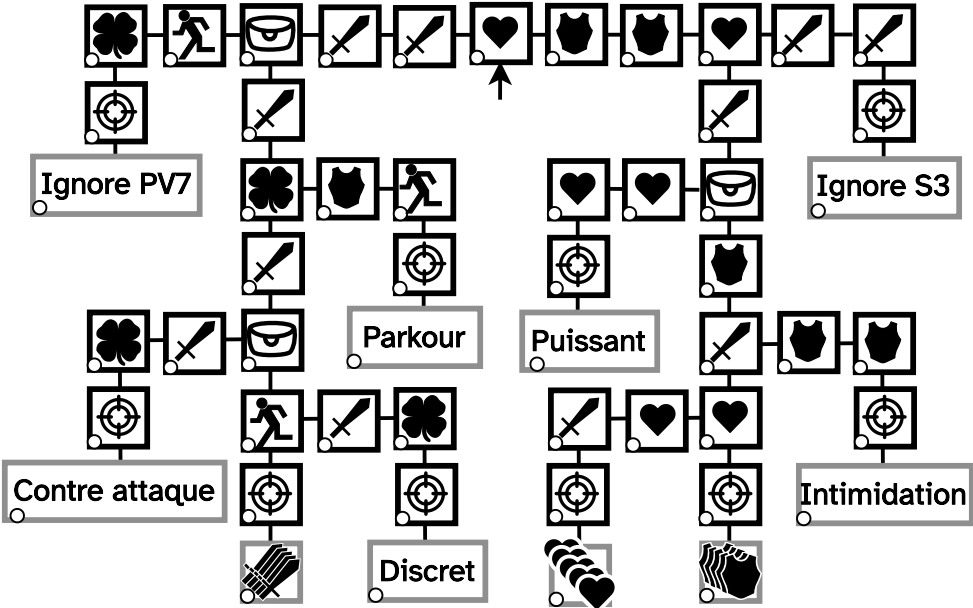 Ignore PV7
Ignore S3
Parkour
Puissant
Contre attaque
Intimidation
Discret